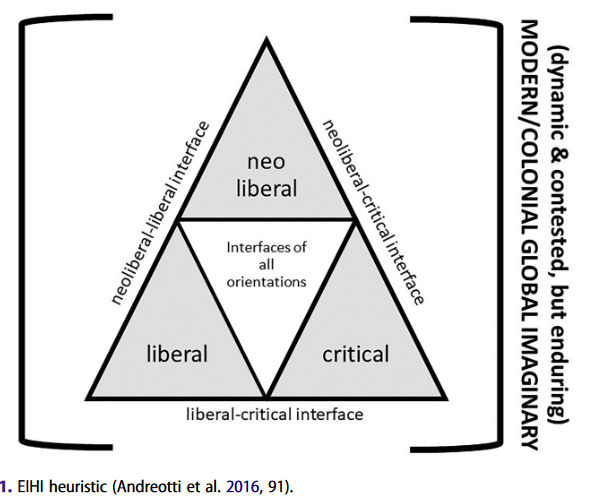 neo
liberal
neoliberal-liberal interface
neoliberal-critical interface
Interfaces of
all
orientations
liberal
critical
liberal-critical interface
(dynamic & contested, but enduring)
MODERN/COLONIAL GLOBAL IMAGINARY
1. EIHI heuristic (Andreotti et al. 2016, 91).